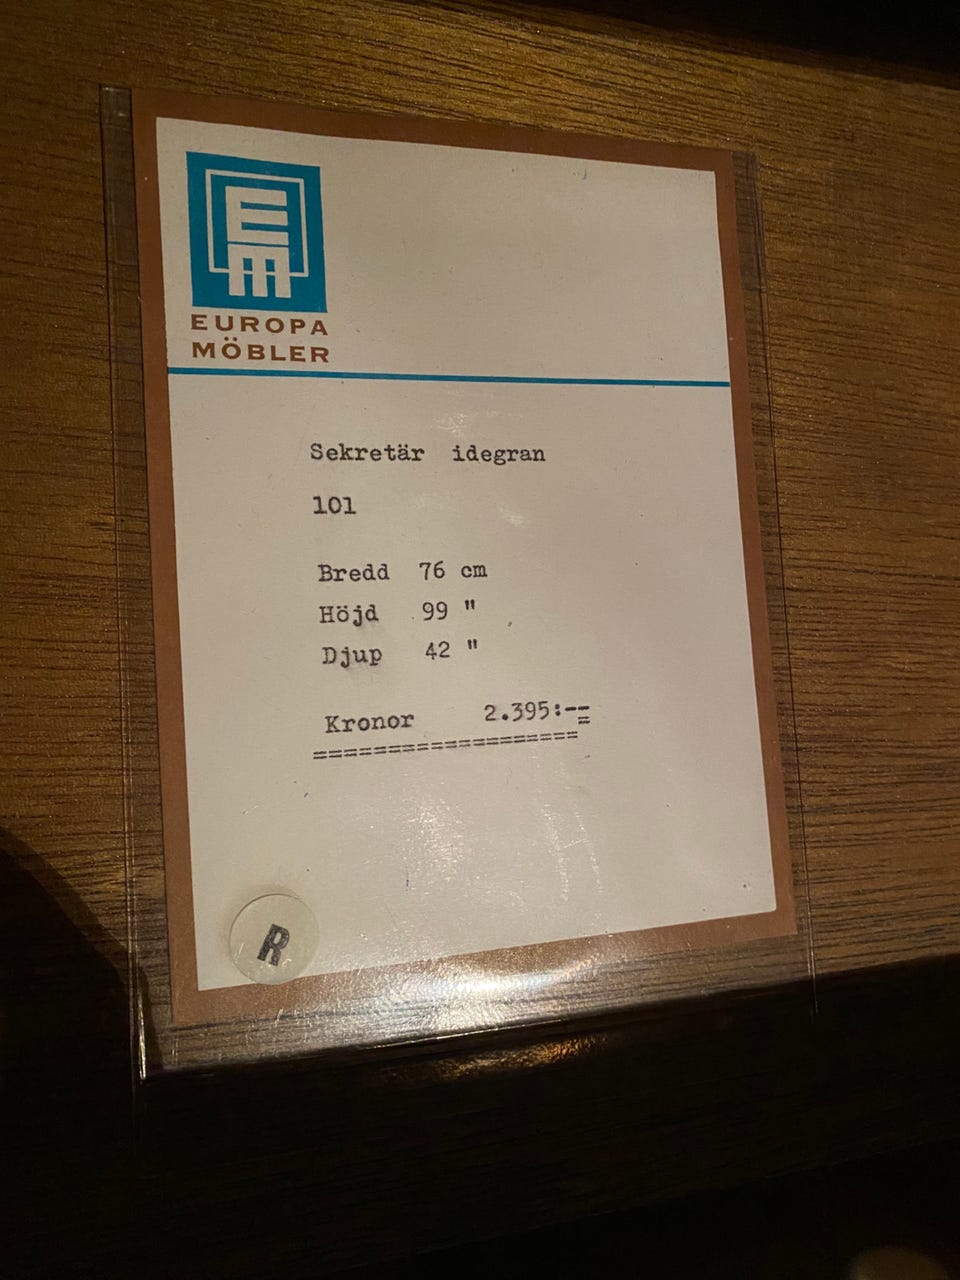 EM
EUROPA
MÖBLER
Sekretär idegran
101
Bredd 76 cm
Höjd 99 "
Djup 42 "
Kronor 2.395:--
===================
R